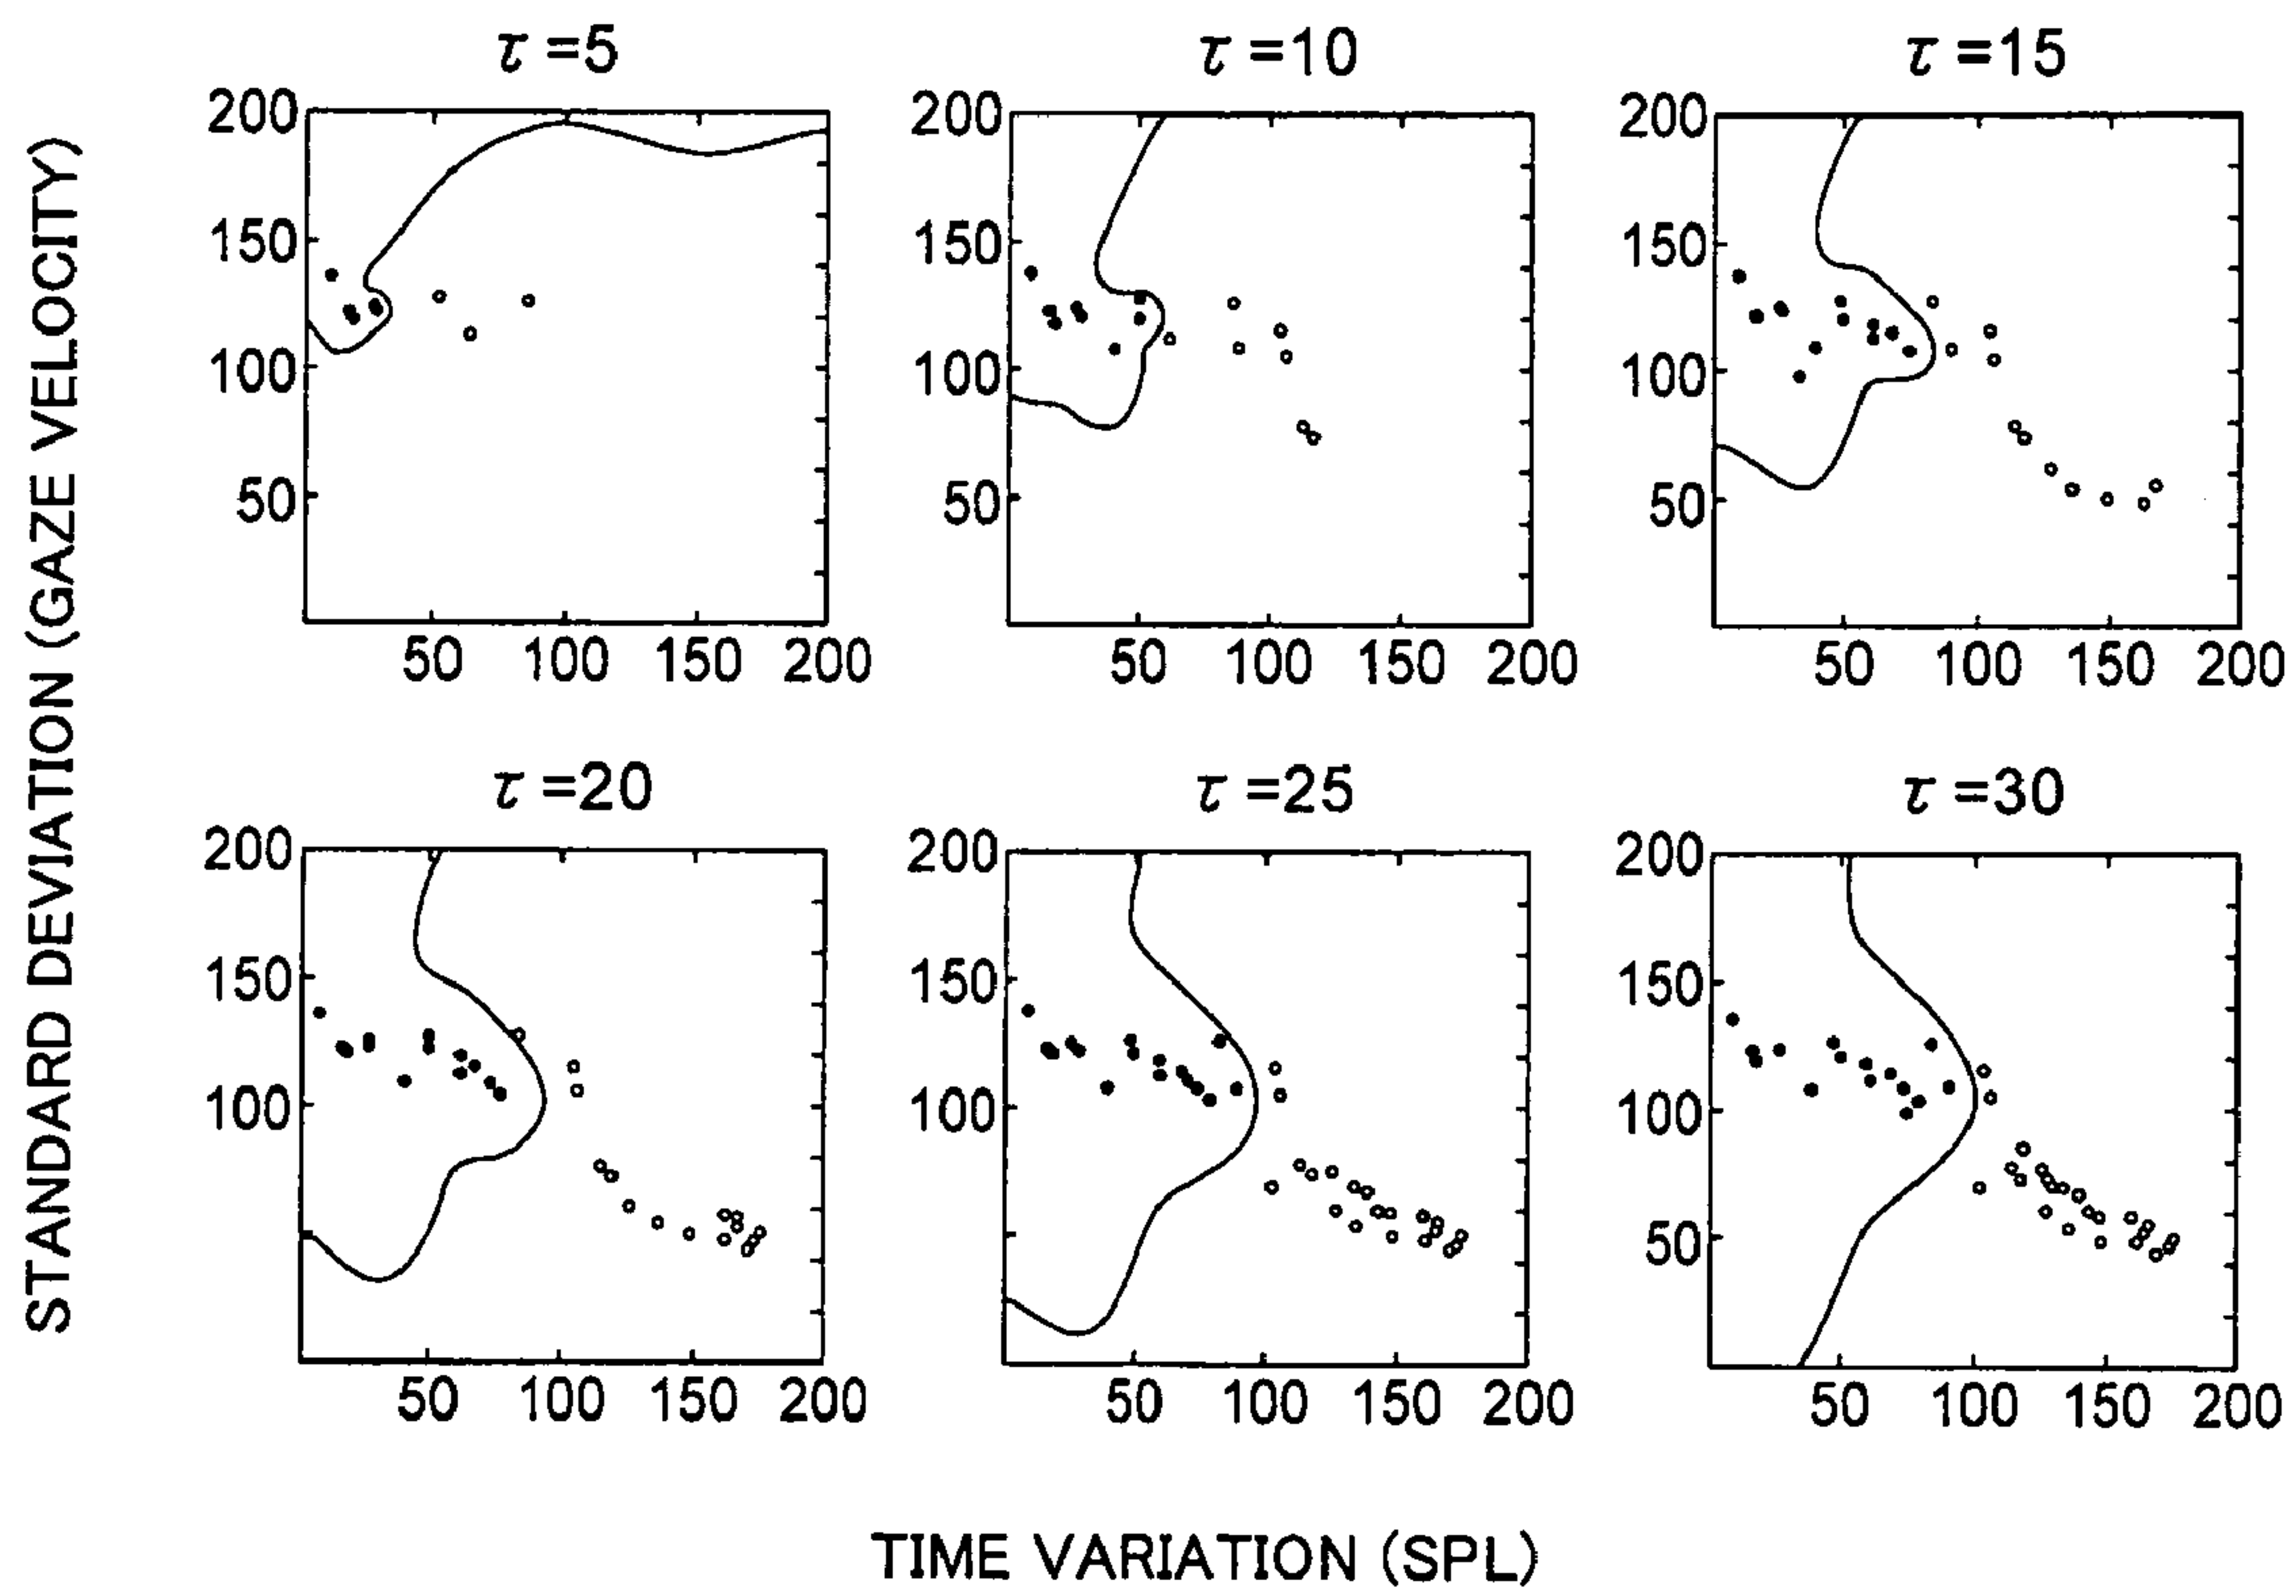 STANDARD DEVIATION (GAZE VELOCITY)
τ =5
200
150
100
50
50 100 150 200
τ =10
200
150
100
50
50 100 150 200
τ =15
200
150
100
50
50 100 150 200
τ =20
200
150
100
50 100 150 200
τ =25
200
150
100
50 100 150 200
τ =30
200
150
100
50
50 100 150 200
TIME VARIATION (SPL)